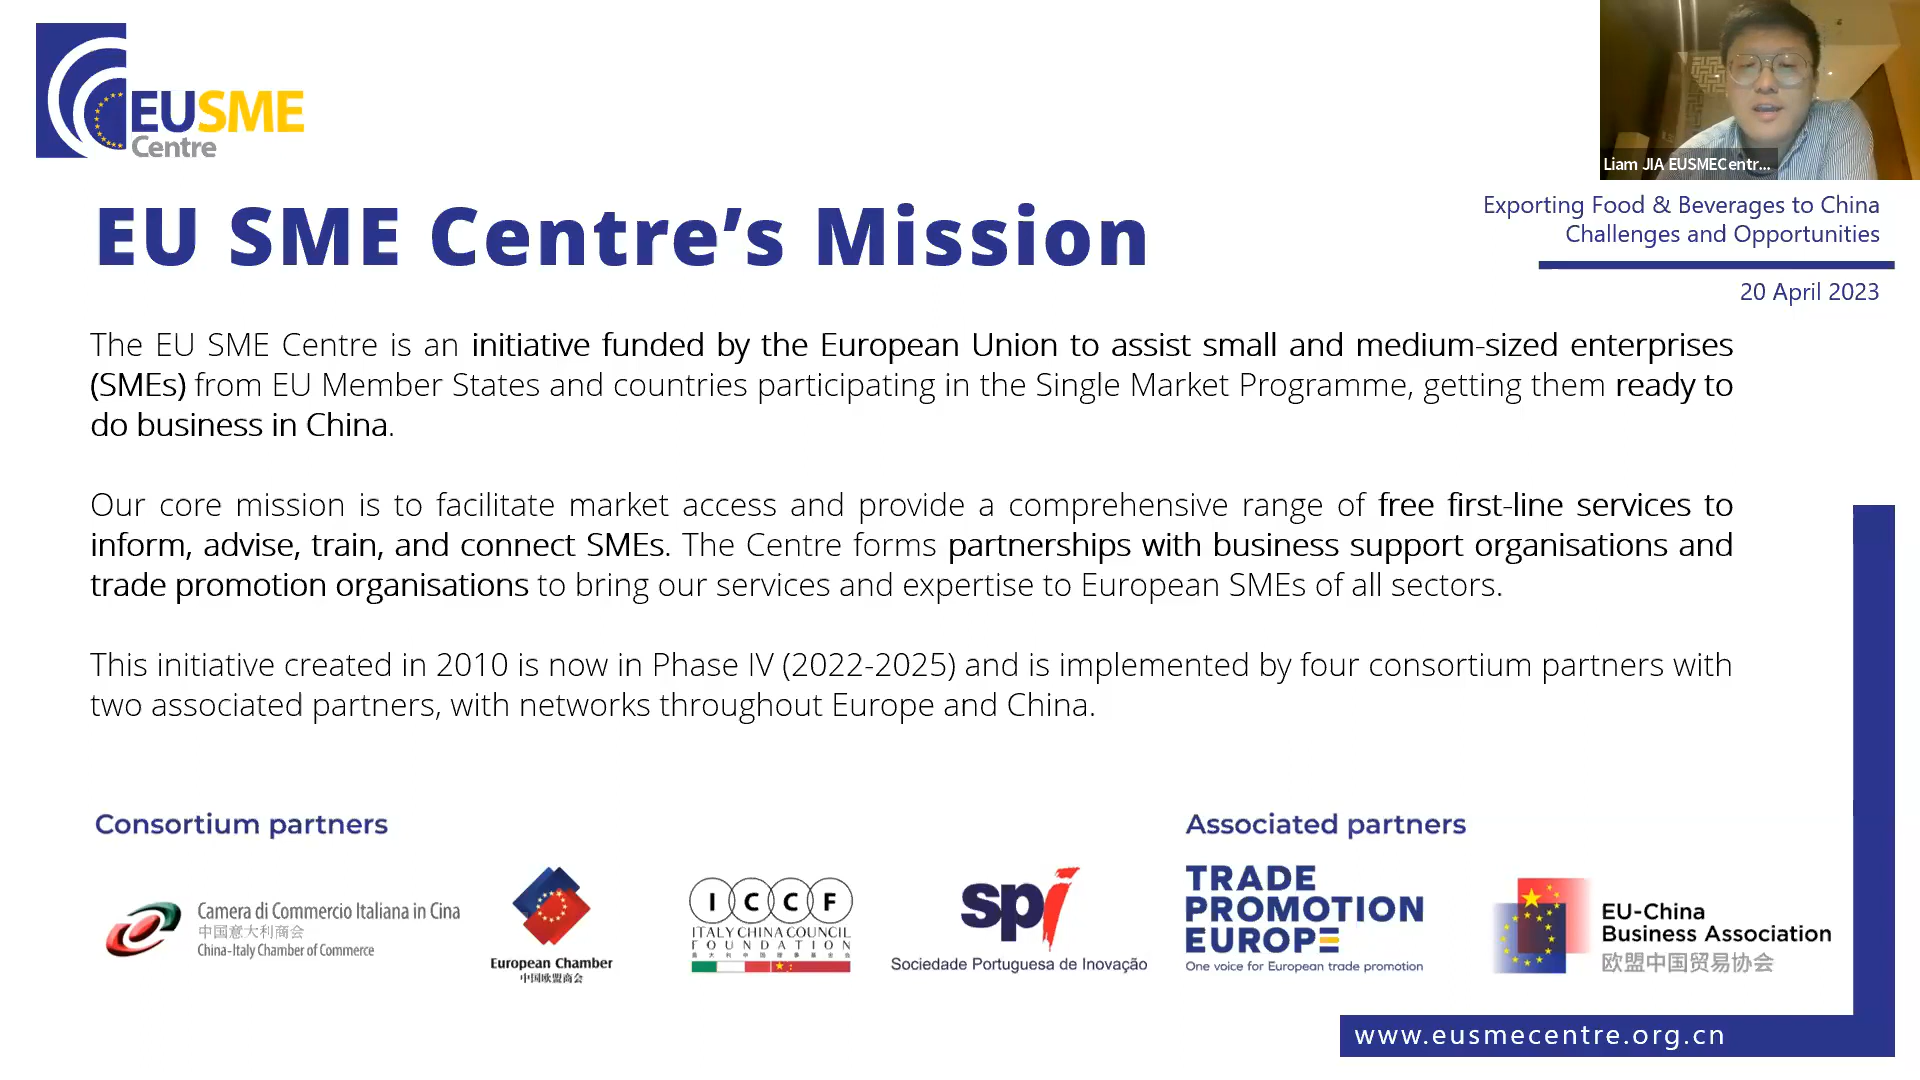 EUSME
Centre
Liam JIA EUSMECentr...
EU SME Centre’s Mission
Exporting Food & Beverages to China
Challenges and Opportunities
20 April 2023
The EU SME Centre is an initiative funded by the European Union to assist small and medium-sized enterprises
(SMEs) from EU Member States and countries participating in the Single Market Programme, getting them ready to
do business in China.
Our core mission is to facilitate market access and provide a comprehensive range of free first-line services to
inform, advise, train, and connect SMEs. The Centre forms partnerships with business support organisations and
trade promotion organisations to bring our services and expertise to European SMEs of all sectors.
This initiative created in 2010 is now in Phase IV (2022-2025) and is implemented by four consortium partners with
two associated partners, with networks throughout Europe and China.
Consortium partners
Camera di Commercio Italiana in Cina
中国意大利商会
China-Italy Chamber of Commerce
European Chamber
中国欧盟商会
I C C F
ITALY CHINA COUNCIL
FOUNDATION
意大利中国理事基金会
spi
Sociedade Portuguesa de Inovação
Associated partners
TRADE
PROMOTION
EUROPE
One voice for European trade promotion
EU-China
Business Association
欧盟中国贸易协会
www.eusmecentre.org.cn